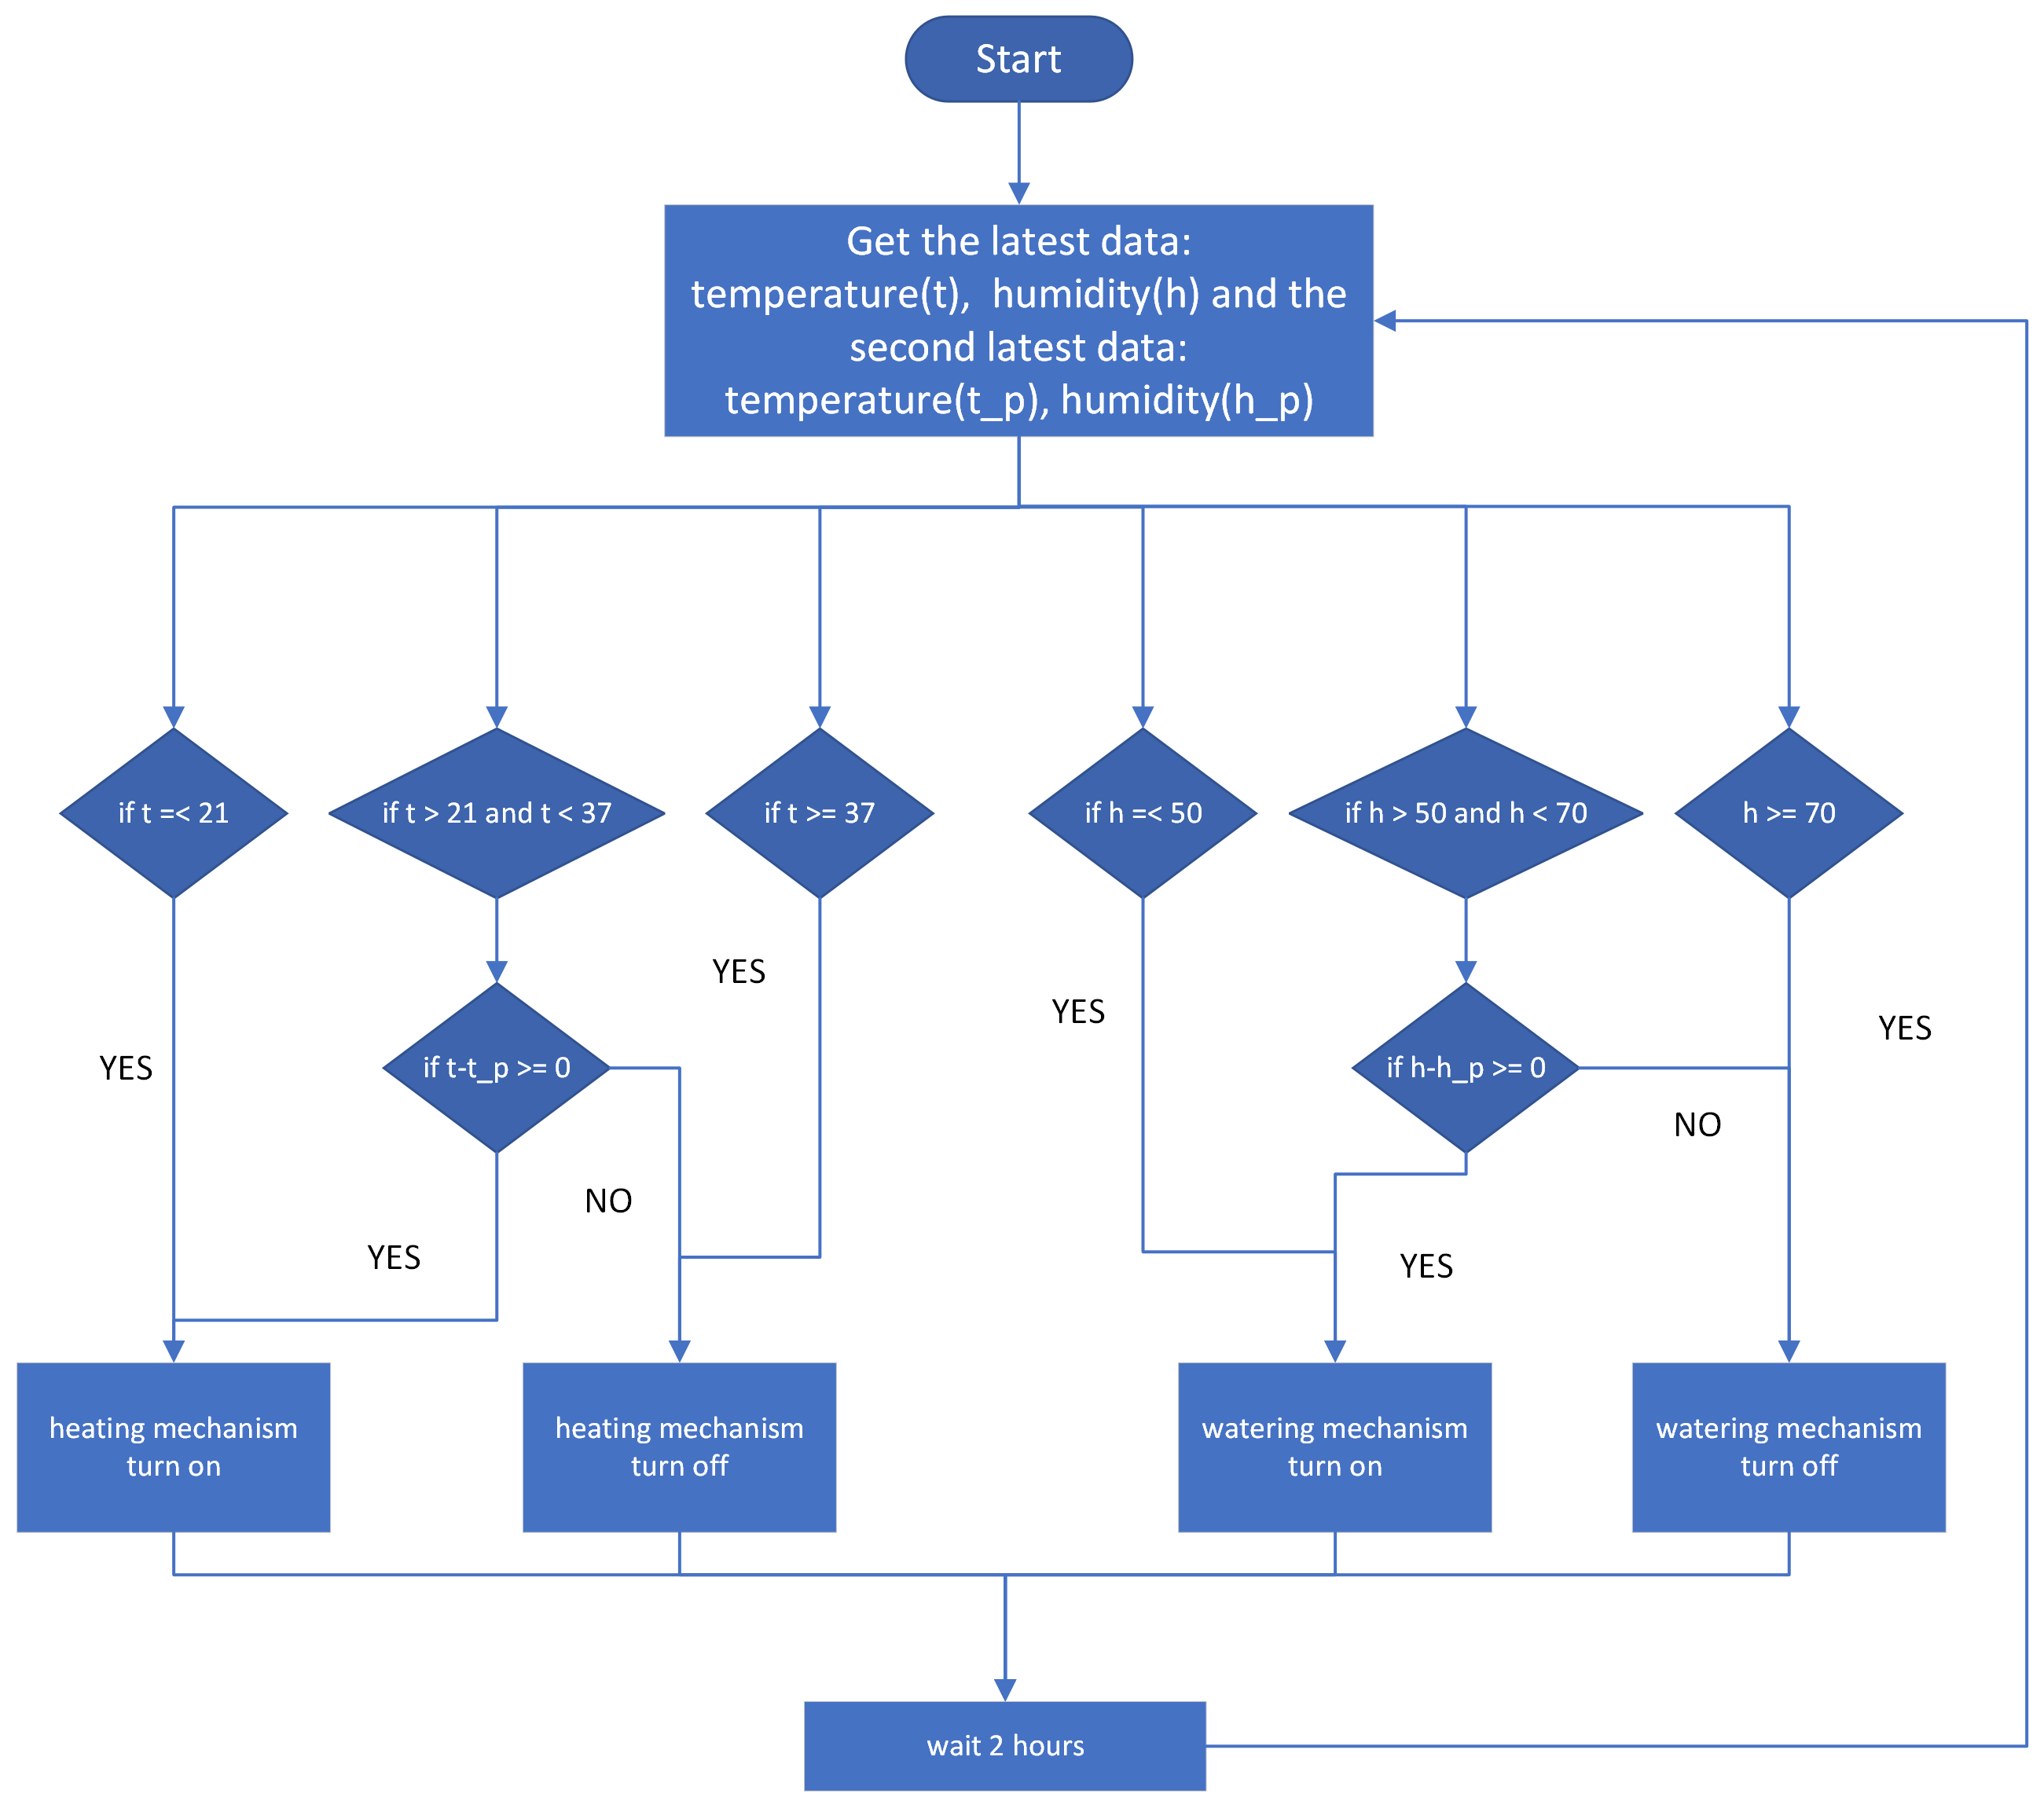 Start
Get the latest data:
temperature(t),  humidity(h) and the
second latest data:
temperature(t_p), humidity(h_p)
if t =< 21
if t > 21 and t < 37
if t >= 37
if h =< 50
if h > 50 and h < 70
h >= 70
YES
YES
YES
YES
if t-t_p >= 0
if h-h_p >= 0
NO
NO
YES
YES
heating mechanism
turn on
heating mechanism
turn off
watering mechanism
turn on
watering mechanism
turn off
wait 2 hours